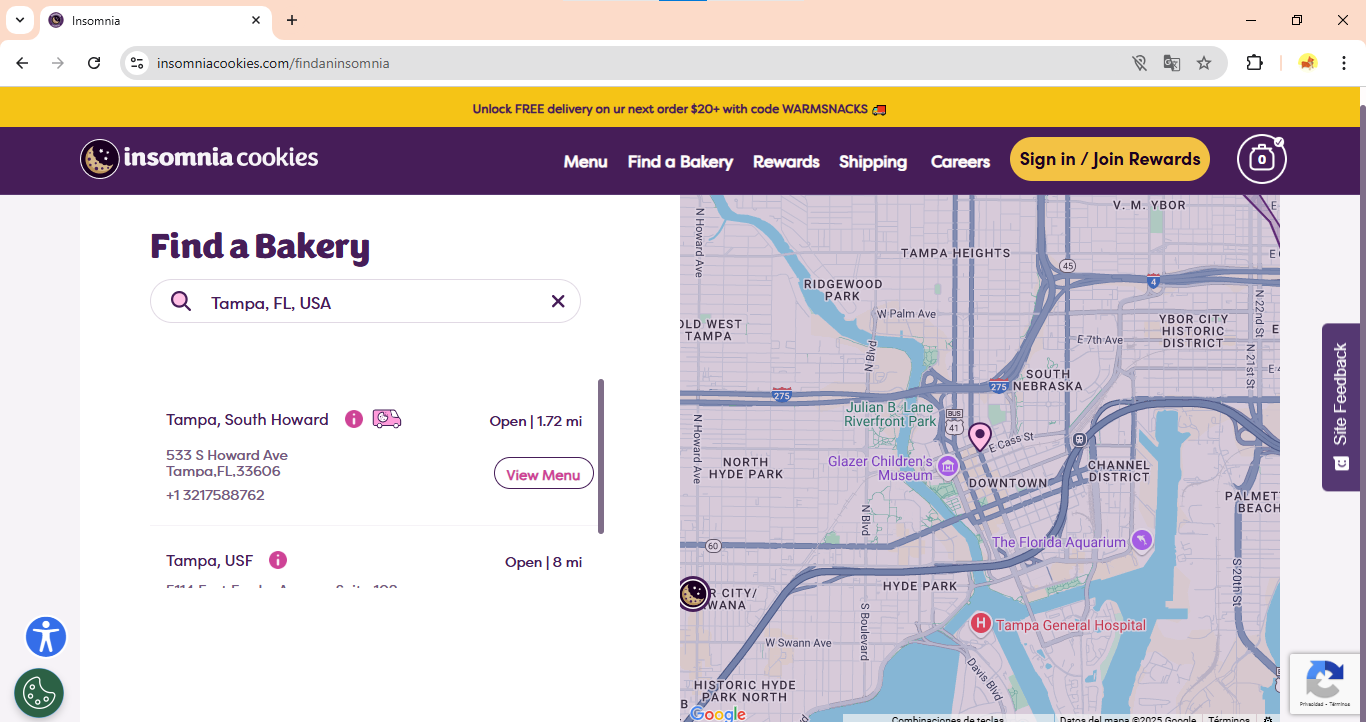 Insomnia
insomniacookies.com/findaninsomnia
Unlock FREE delivery on ur next order $20+ with code WARMSNACKS
insomnia cookies
Menu
Find a Bakery
Rewards
Shipping
Careers
Sign in / Join Rewards
0
Find a Bakery
Tampa, FL, USA
Tampa, South Howard
Open | 1.72 mi
533 S Howard Ave
Tampa,FL,33606
+1 3217588762
View Menu
Tampa, USF
Open | 8 mi
V. M. YBOR
N Howard Ave
TAMPA HEIGHTS
45
4
RIDGEWOOD
PARK
W Palm Ave
OLD WEST
TAMPA
N Blvd
E 7th Ave
YBOR CITY
HISTORIC
DISTRICT
N 22nd St
N 21st St
SOUTH
NEBRASKA
275
275
Julian B. Lane
Riverfront Park
BUS
41
E Cass St
N Howard Ave
NORTH
HYDE PARK
Glazer Children's
Museum
DOWNTOWN
CHANNEL
DISTRICT
PALMETT
BEACH
N Blvd
60
The Florida Aquarium
S 20th St
HYDE PARK
R CITY/
WANA
S Boulevard
H
Tampa General Hospital
W Swann Ave
Davis Blvd
HISTORIC HYDE
PARK NORTH
Google
Combinaciones de teclas
Datos del mapa ©2025 Google
Términos
Site Feedback
Privacidad - Términos